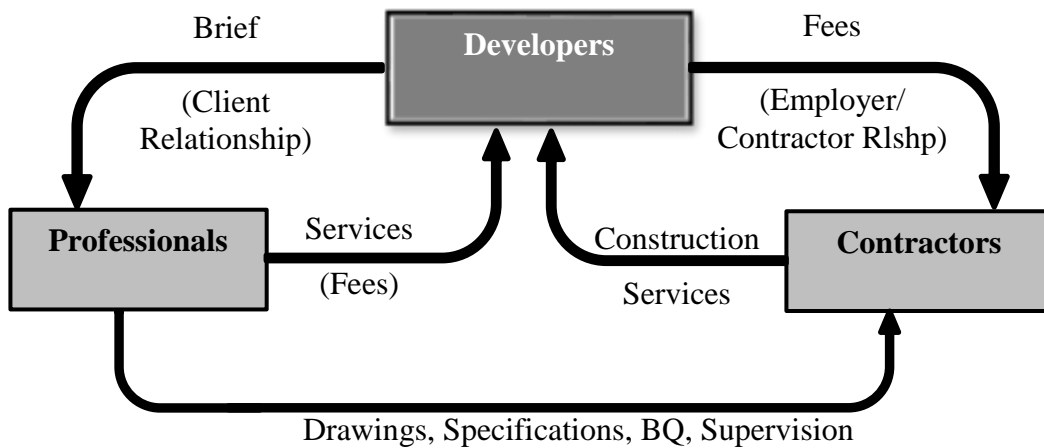 Brief
Developers
Fees
(Client
Relationship)
(Employer/
Contractor Rlshp)
Professionals
Services
(Fees)
Construction
Services
Contractors
Drawings, Specifications, BQ, Supervision